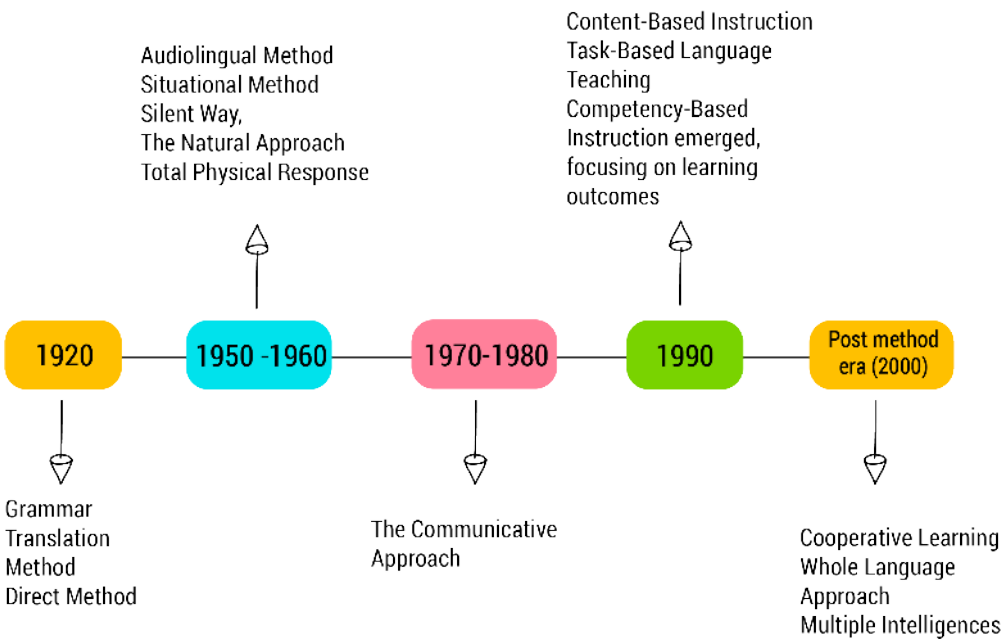 Audiolingual Method
Situational Method
Silent Way,
The Natural Approach
Total Physical Response
Content-Based Instruction
Task-Based Language
Teaching
Competency-Based
Instruction emerged,
focusing on learning
outcomes
1920
1950 -1960
1970-1980
1990
Post method
era (2000)
Grammar
Translation
Method
Direct Method
The Communicative
Approach
Cooperative Learning
Whole Language
Approach
Multiple Intelligences